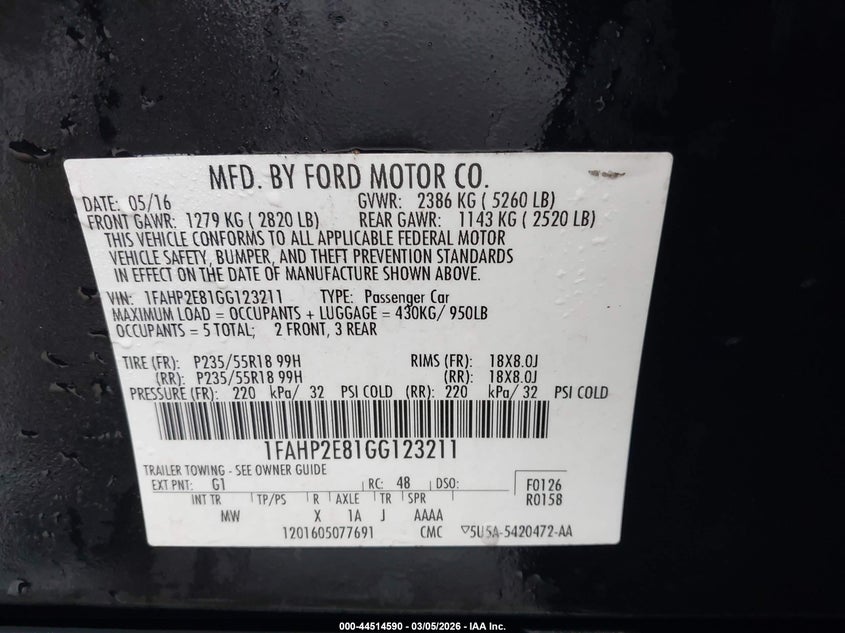 MFD. BY FORD MOTOR CO.
DATE: 05/16 GVWR: 2386 KG ( 5260 LB)
FRONT GAWR: 1279 KG ( 2820 LB) REAR GAWR: 1143 KG ( 2520 LB)
THIS VEHICLE CONFORMS TO ALL APPLICABLE FEDERAL MOTOR
VEHICLE SAFETY, BUMPER, AND THEFT PREVENTION STANDARDS
IN EFFECT ON THE DATE OF MANUFACTURE SHOWN ABOVE.
VIN: 1FAHP2E81GG123211 TYPE: Passenger Car
MAXIMUM LOAD = OCCUPANTS + LUGGAGE = 430KG/ 950LB
OCCUPANTS = 5 TOTAL; 2 FRONT, 3 REAR
TIRE (FR): P235/55R18 99H RIMS (FR): 18X8.0J
(RR): P235/55R18 99H (RR): 18X8.0J
PRESSURE (FR): 220 kPa/ 32 PSI COLD (RR): 220 kPa/ 32 PSI COLD
1FAHP2E81GG123211
TRAILER TOWING - SEE OWNER GUIDE
EXT PNT: G1 RC: 48 DSO: F0126
INT TR TP/PS R AXLE TR SPR R0158
MW X 1A J AAAA
1201605077691 CMC ▽5U5A-5420472-AA
000-44514590 - 03/05/2026 - IAA Inc.